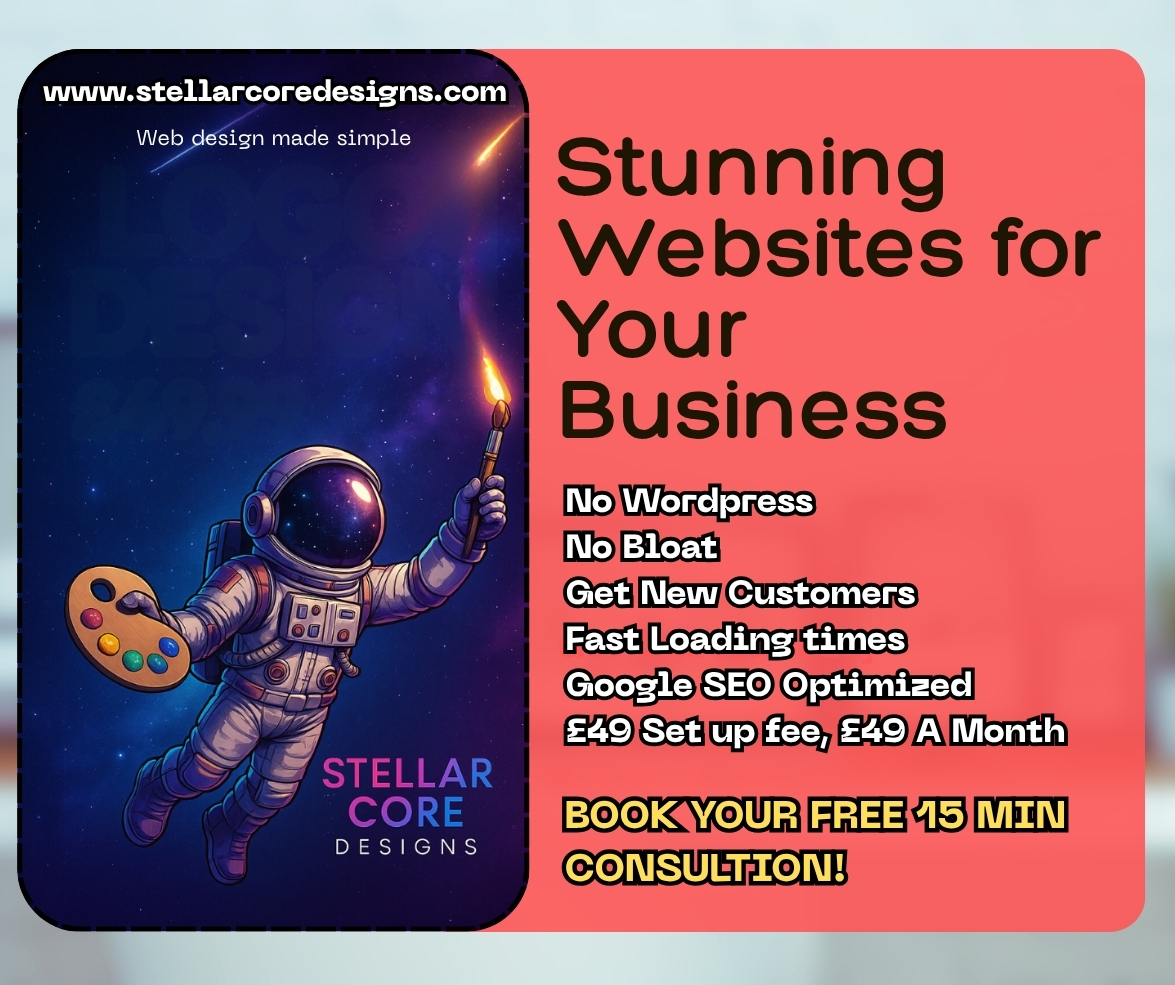 www.stellarcoredesigns.com
Web design made simple
LOGO
DESIGN
STELLAR
CORE
DESIGNS
Stunning
Websites for
Your
Business
No Wordpress
No Bloat
Get New Customers
Fast Loading times
Google SEO Optimized
£49 Set up fee, £49 A Month
BOOK YOUR FREE 15 MIN
CONSULTION!